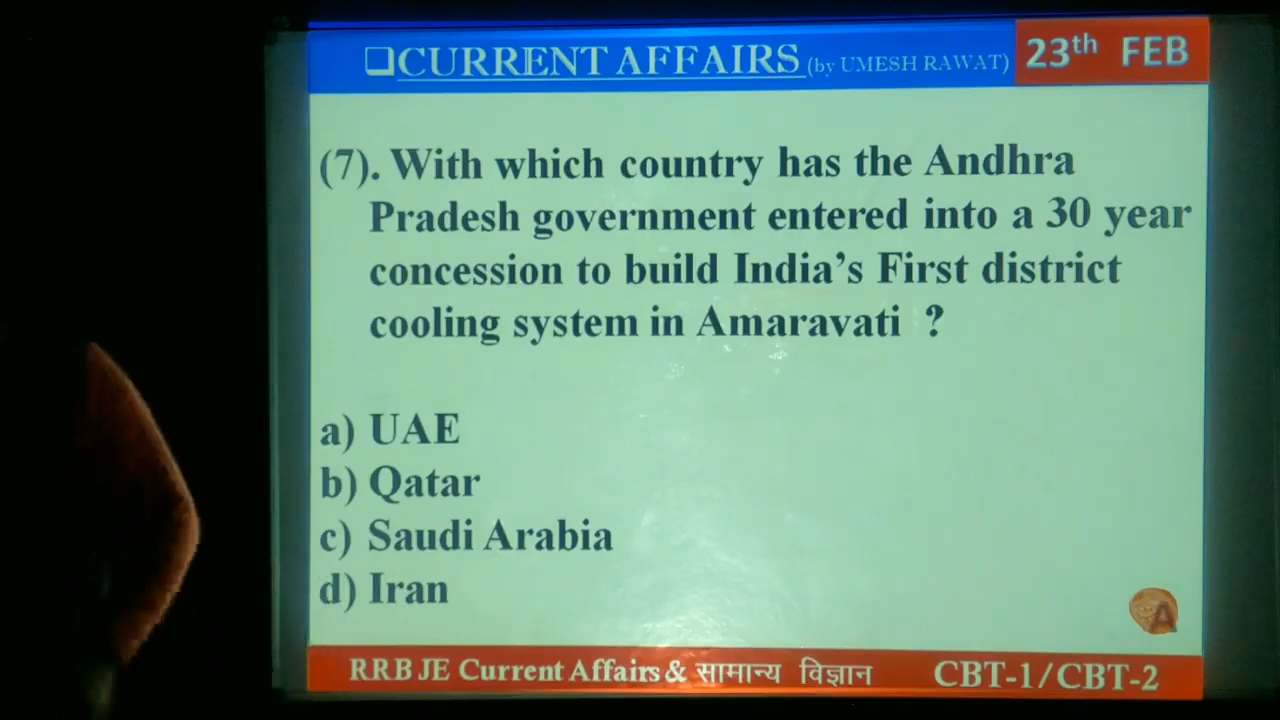 ❑CURRENT AFFAIRS (by UMESH RAWAT)
23th FEB
(7). With which country has the Andhra
Pradesh government entered into a 30 year
concession to build India's First district
cooling system in Amaravati ?
a) UAE
b) Qatar
c) Saudi Arabia
d) Iran
A
RRB JE Current Affairs & सामान्य विज्ञान CBT-1/CBT-2